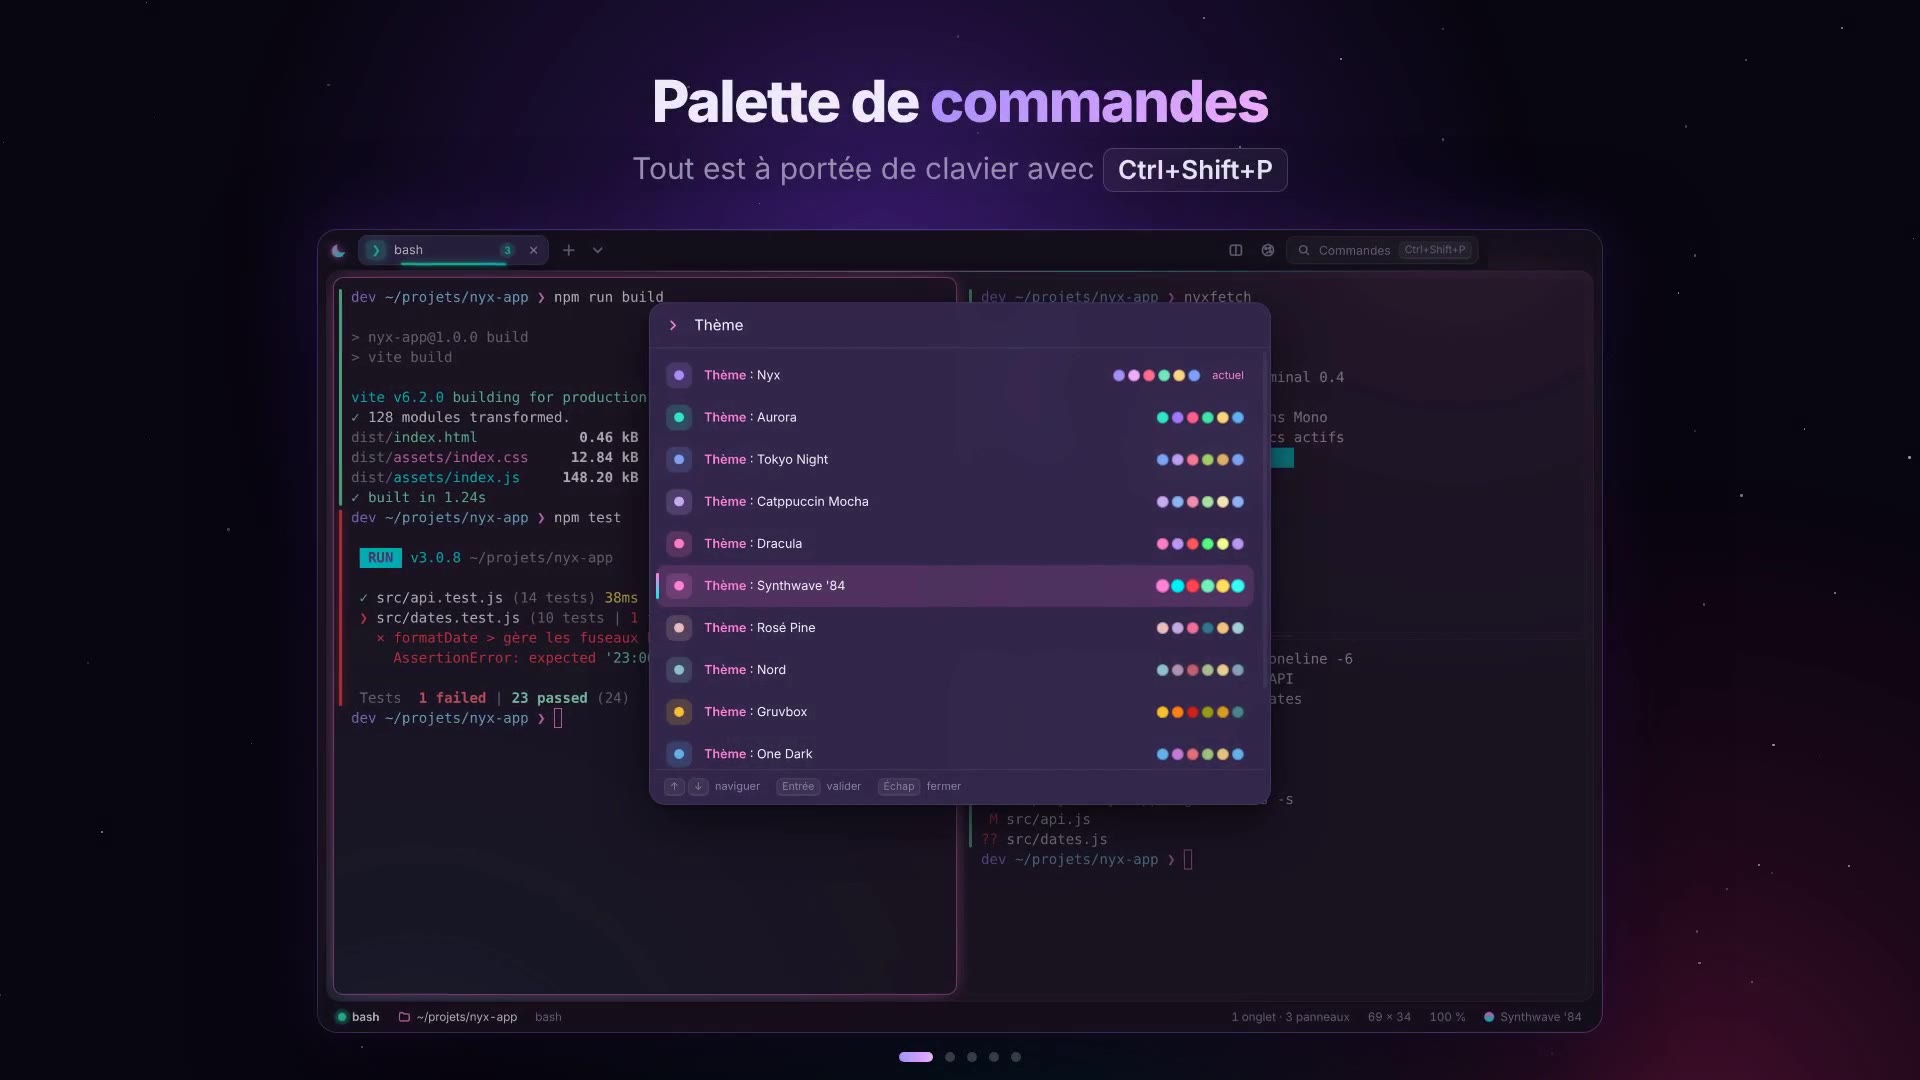 Palette de commandes
Tout est à portée de clavier avec Ctrl+Shift+P
bash 3
Commandes Ctrl+Shift+P
dev ~/projets/nyx-app ❯ npm run build
> nyx-app@1.0.0 build
> vite build
vite v6.2.0 building for production
✓ 128 modules transformed.
dist/index.html 0.46 kB
dist/assets/index.css 12.84 kB
dist/assets/index.js 148.20 kB
✓ built in 1.24s
dev ~/projets/nyx-app ❯ npm test
RUN v3.0.8 ~/projets/nyx-app
✓ src/api.test.js (14 tests) 38ms
❯ src/dates.test.js (10 tests | 1
× formatDate > gère les fuseaux
AssertionError: expected '23:0
Tests 1 failed | 23 passed (24)
dev ~/projets/nyx-app ❯
Thème
Thème : Nyx actuel
Thème : Aurora
Thème : Tokyo Night
Thème : Catppuccin Mocha
Thème : Dracula
Thème : Synthwave '84
Thème : Rosé Pine
Thème : Nord
Thème : Gruvbox
Thème : One Dark
↑ ↓ naviguer Entrée valider Échap fermer
dev ~/projets/nyx-app ❯ nyxfetch
minal 0.4
ns Mono
cs actifs
oneline -6
API
ates
-s
M src/api.js
?? src/dates.js
dev ~/projets/nyx-app ❯
bash ~/projets/nyx-app bash
1 onglet · 3 panneaux 69 × 34 100 % Synthwave '84